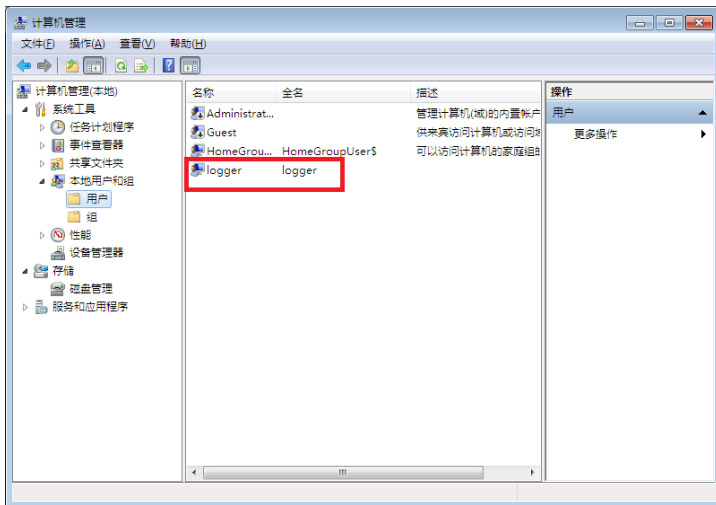 计算机管理
文件(F) 操作(A) 查看(V) 帮助(H)
计算机管理(本地)
系统工具
任务计划程序
事件查看器
共享文件夹
本地用户和组
用户
组
性能
设备管理器
存储
磁盘管理
服务和应用程序
名称 全名 描述
Administrat... 管理计算机(域)的内置帐户
Guest 供来宾访问计算机或访问域
HomeGrou... HomeGroupUser$ 可以访问计算机的家庭组的
logger logger
操作
用户
更多操作